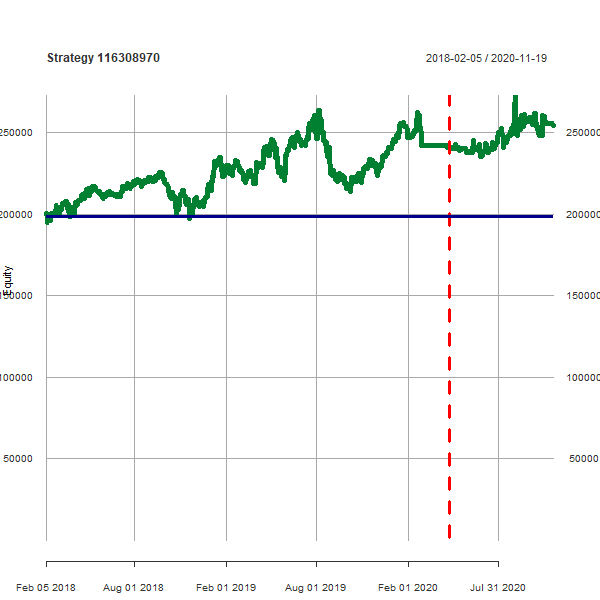 Strategy 116308970
2018-02-05 / 2020-11-19
250000
250000
200000
200000
Equity
150000
150000
100000
100000
50000
50000
Feb 05 2018
Aug 01 2018
Feb 01 2019
Aug 01 2019
Feb 01 2020
Jul 31 2020